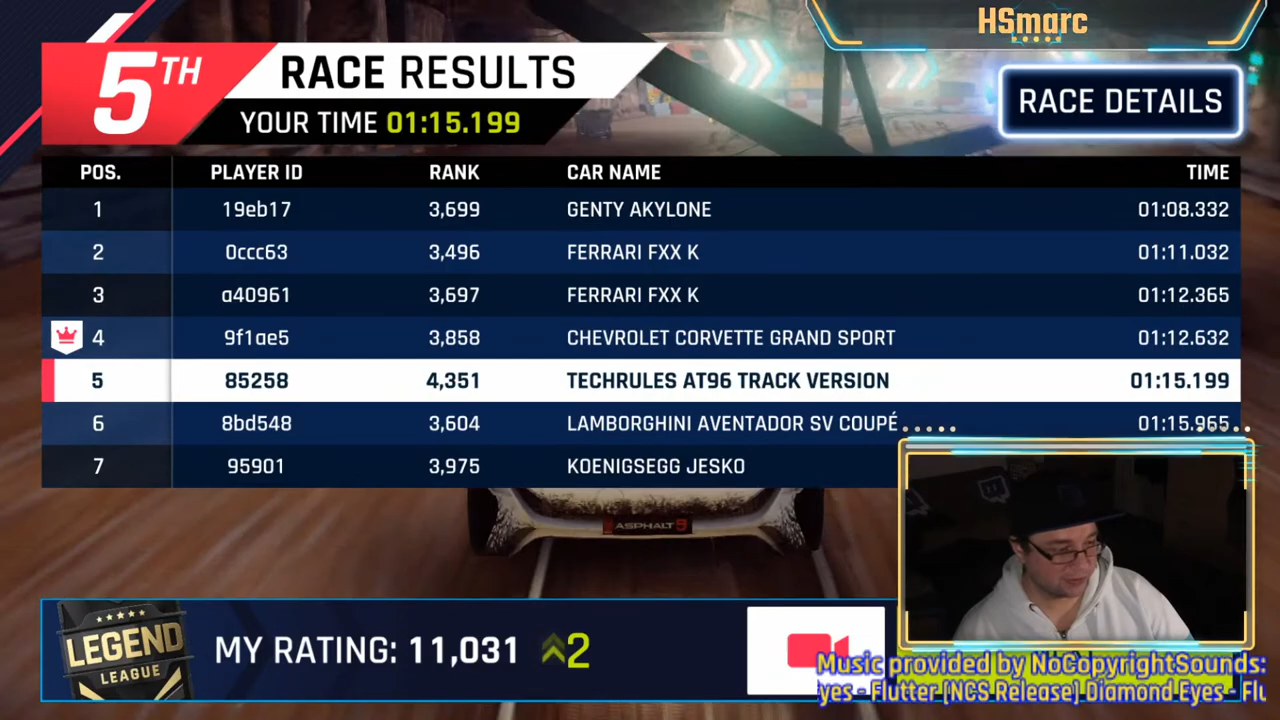 HSmarc
5TH
RACE RESULTS
YOUR TIME 01:15.199
RACE DETAILS
POS. PLAYER ID RANK CAR NAME TIME
1 19eb17 3,699 GENTY AKYLONE 01:08.332
2 0ccc63 3,496 FERRARI FXX K 01:11.032
3 a40961 3,697 FERRARI FXX K 01:12.365
4 9f1ae5 3,858 CHEVROLET CORVETTE GRAND SPORT 01:12.632
5 85258 4,351 TECHRULES AT96 TRACK VERSION 01:15.199
6 8bd548 3,604 LAMBORGHINI AVENTADOR SV COUPÉ 01:15.965
7 95901 3,975 KOENIGSEGG JESKO
ASPHALT 9
LEGEND
LEAGUE
MY RATING: 11,031 2
Music provided by NoCopyrightSounds:
yes - Flutter [NCS Release] Diamond Eyes - Flu